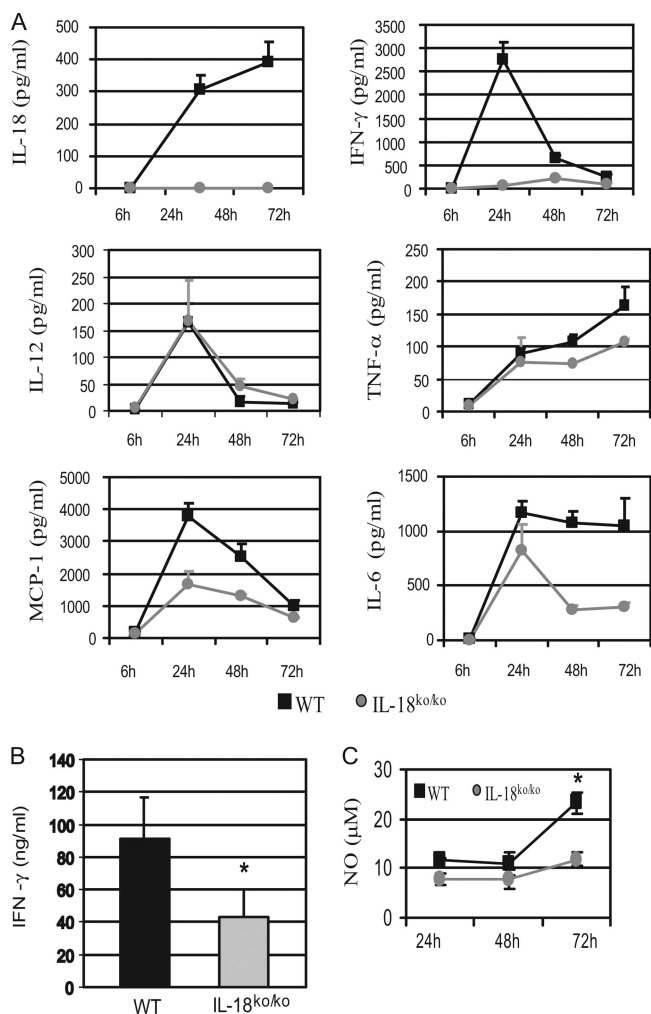 A
IL-18 (pg/ml)
500
400
300
200
100
0
6h 24h 48h 72h
IFN-γ (pg/ml)
3500
3000
2500
2000
1500
1000
500
0
6h 24h 48h 72h
IL-12 (pg/ml)
300
250
200
150
100
50
0
6h 24h 48h 72h
TNF-α (pg/ml)
250
200
150
100
50
0
6h 24h 48h 72h
MCP-1 (pg/ml)
5000
4000
3000
2000
1000
0
6h 24h 48h 72h
IL-6 (pg/ml)
1500
1000
500
0
6h 24h 48h 72h
WT IL-18ko/ko
B
IFN -γ (ng/ml)
140
120
100
80
60
40
20
0
*
WT IL-18ko/ko
C
NO (µM)
30
20
10
0
WT IL-18ko/ko
*
24h 48h 72h